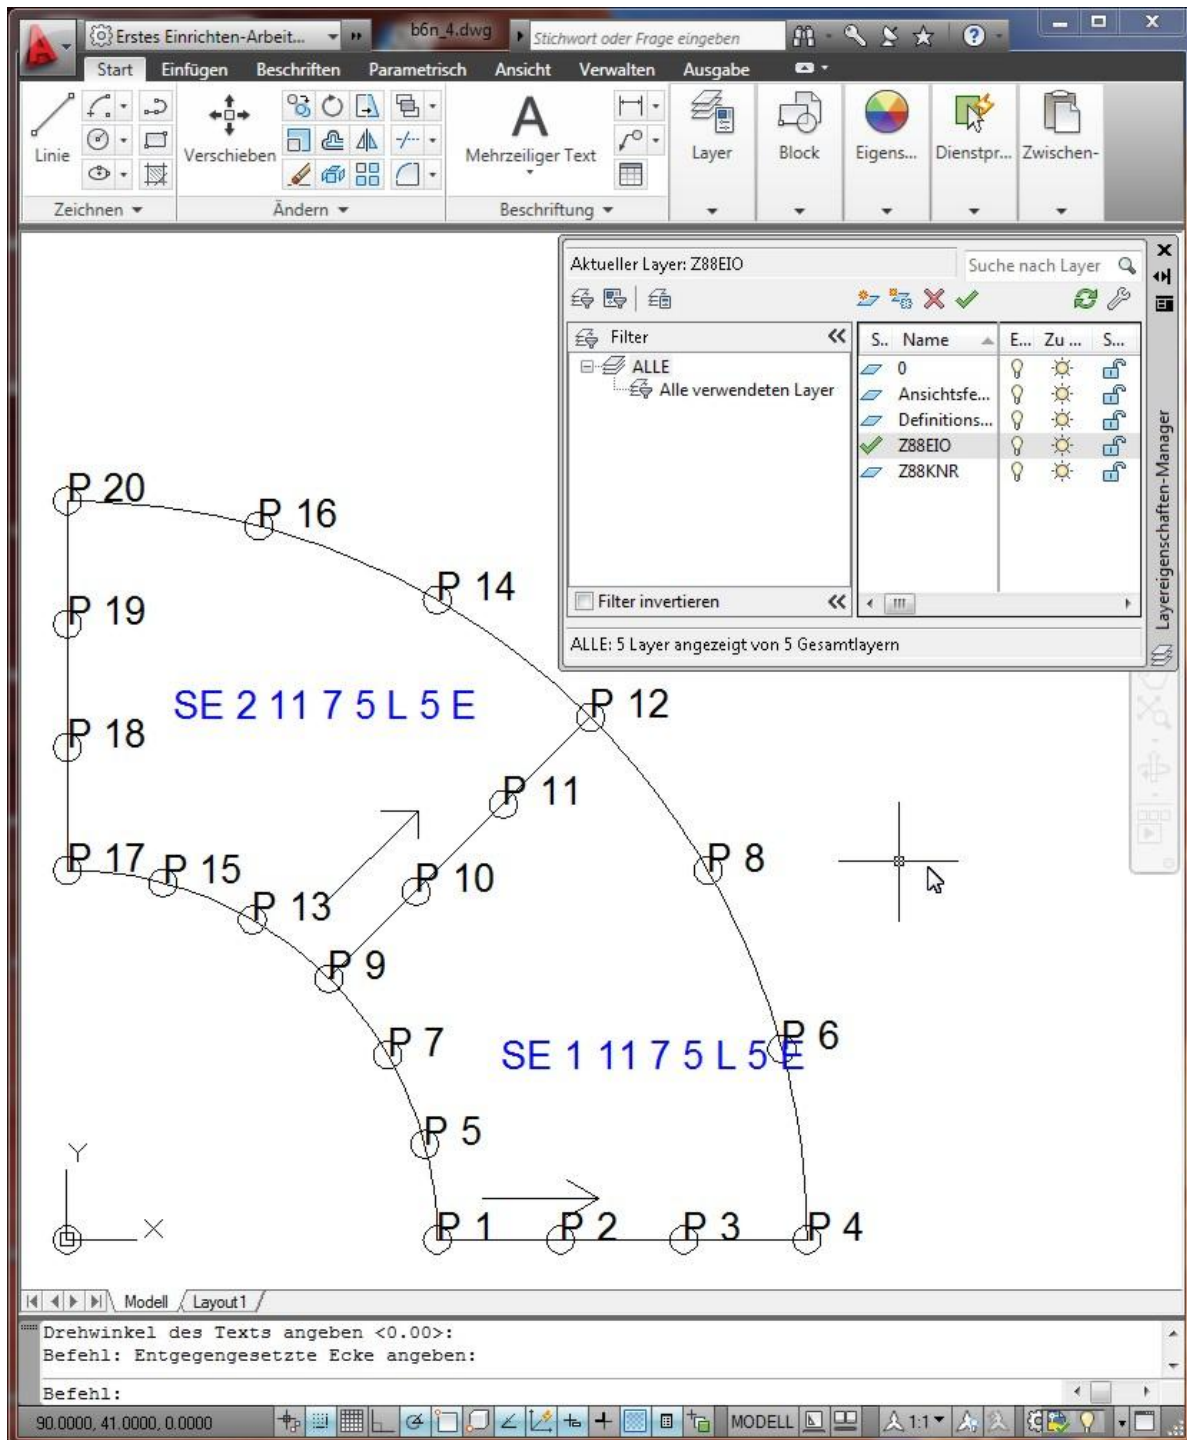 Erstes Einrichten-Arbeit... b6n_4.dwg Stichwort oder Frage eingeben
Start Einfügen Beschriften Parametrisch Ansicht Verwalten Ausgabe
Linie Verschieben Mehrzeiliger Text Layer Block Eigens... Dienstpr... Zwischen-
Zeichnen Ändern Beschriftung
Aktueller Layer: Z88EIO Suche nach Layer
Filter S.. Name E... Zu ... S...
ALLE 0
Alle verwendeten Layer Ansichtsfe...
Definitions...
Z88EIO
Z88KNR
Filter invertieren
ALLE: 5 Layer angezeigt von 5 Gesamtlayern
Layereigenschaften-Manager
P 20
P 16
P 14
P 19
SE 2 11 7 5 L 5 E
P 12
P 18
P 11
P 17
P 15
P 8
P 10
P 13
P 9
P 7
P 6
SE 1 11 7 5 L 5 E
P 5
Y
X
P 1
P 2
P 3
P 4
Modell Layout1
Drehwinkel des Texts angeben <0.00>:
Befehl: Entgegengesetzte Ecke angeben:
Befehl:
90.0000, 41.0000, 0.0000 MODELL 1:1